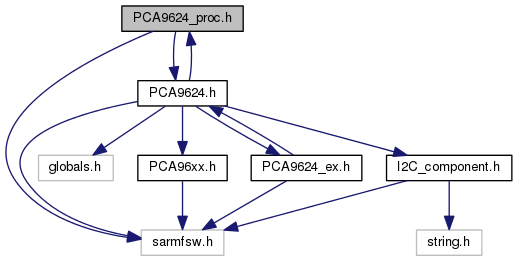 PCA9624_proc.h
PCA9624.h
globals.h
PCA96xx.h
PCA9624_ex.h
I2C_component.h
sarmfsw.h
string.h